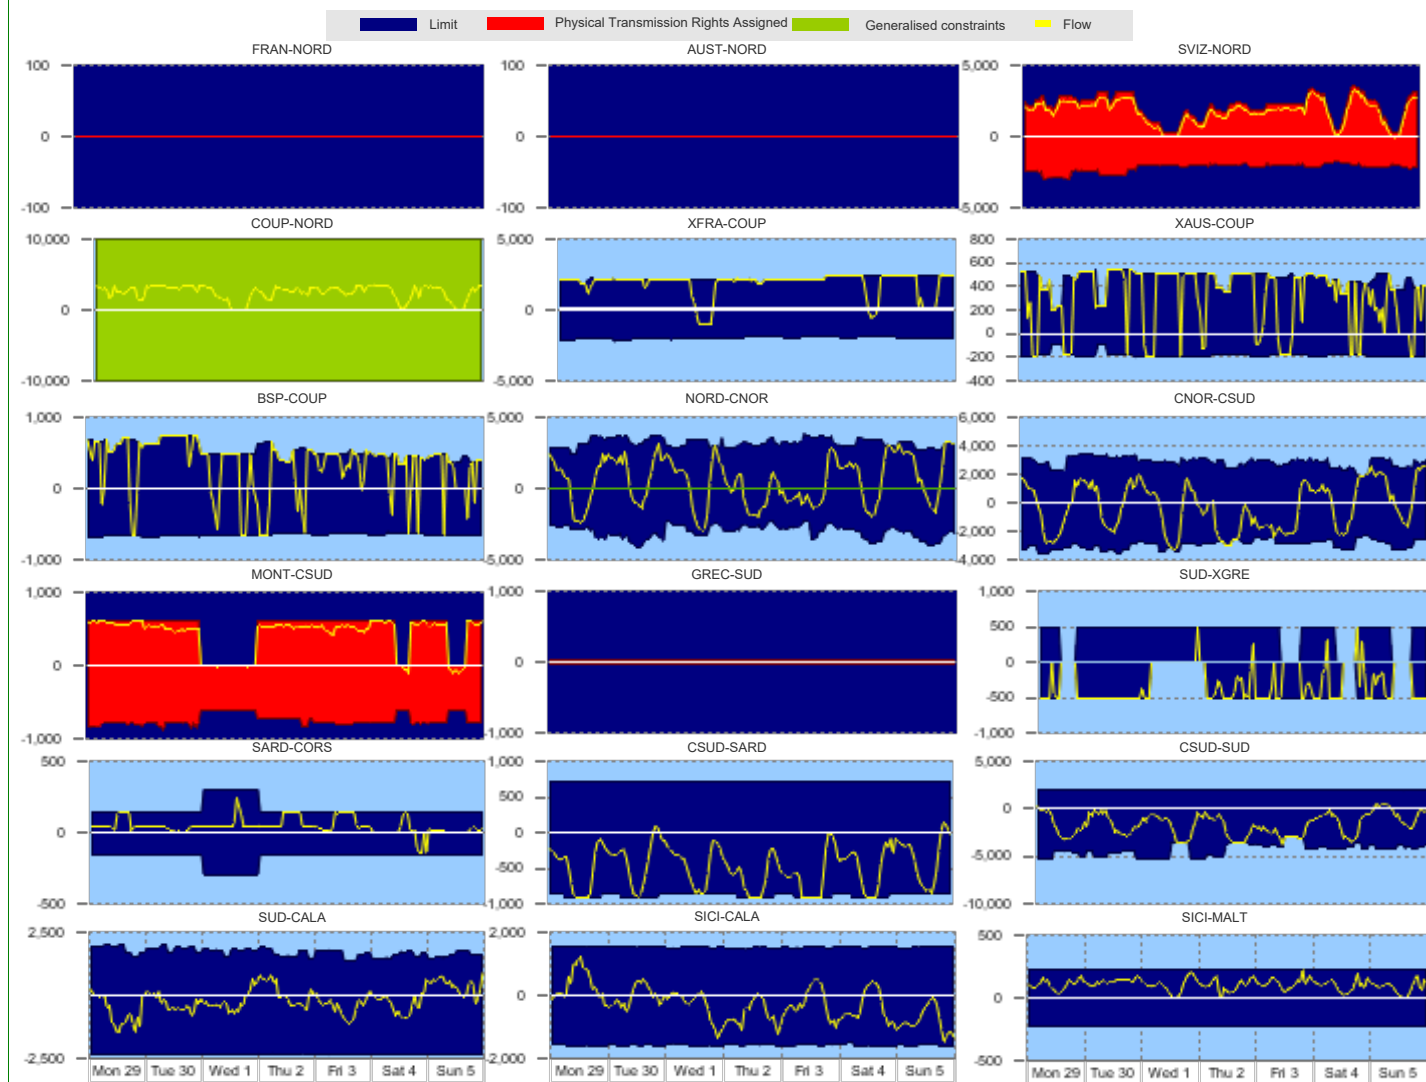 Limit Physical Transmission Rights Assigned Generalised constraints Flow
FRAN-NORD AUST-NORD SVIZ-NORD
100 100 5,000
0 0 0
-100 -100 -5,000
COUP-NORD XFRA-COUP XAUS-COUP
10,000 5,000 800
600
400
0 0 200
0
-200
-10,000 -5,000 -400
BSP-COUP NORD-CNOR CNOR-CSUD
1,000 5,000 6,000
4,000
0 0 2,000
0
-2,000
-1,000 -5,000 -4,000
MONT-CSUD GREC-SUD SUD-XGRE
1,000 1,000 1,000
500
0 0 0
-500
-1,000 -1,000 -1,000
SARD-CORS CSUD-SARD CSUD-SUD
500 1,000 5,000
500 0
0 0
-500 -5,000
-500 -1,000 -10,000
SUD-CALA SICI-CALA SICI-MALT
2,500 2,000 500
0 0 0
-2,500 -2,000 -500
Mon 29 Tue 30 Wed 1 Thu 2 Fri 3 Sat 4 Sun 5 Mon 29 Tue 30 Wed 1 Thu 2 Fri 3 Sat 4 Sun 5 Mon 29 Tue 30 Wed 1 Thu 2 Fri 3 Sat 4 Sun 5